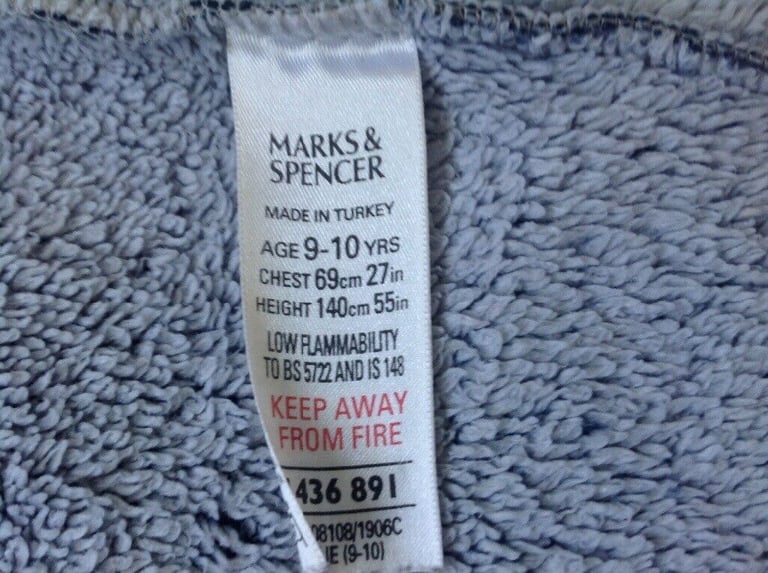 MARKS &
SPENCER
MADE IN TURKEY
AGE 9-10 YRS
CHEST 69cm 27in
HEIGHT 140cm 55in
LOW FLAMMABILITY
TO BS 5722 AND IS 148
KEEP AWAY
FROM FIRE
436 891
08108/1906C
(9-10)